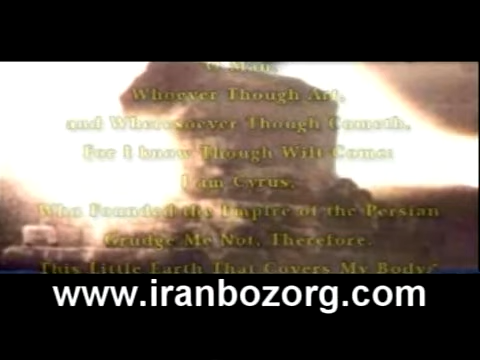 O Man,
Whoever Though Art,
and Wheresoever Though Cometh,
For I know Though Wilt Come:
I am Cyrus,
Who Founded the Empire of the Persian
Grudge Me Not, Therefore,
This Little Earth That Covers My Body"
www.iranbozorg.com